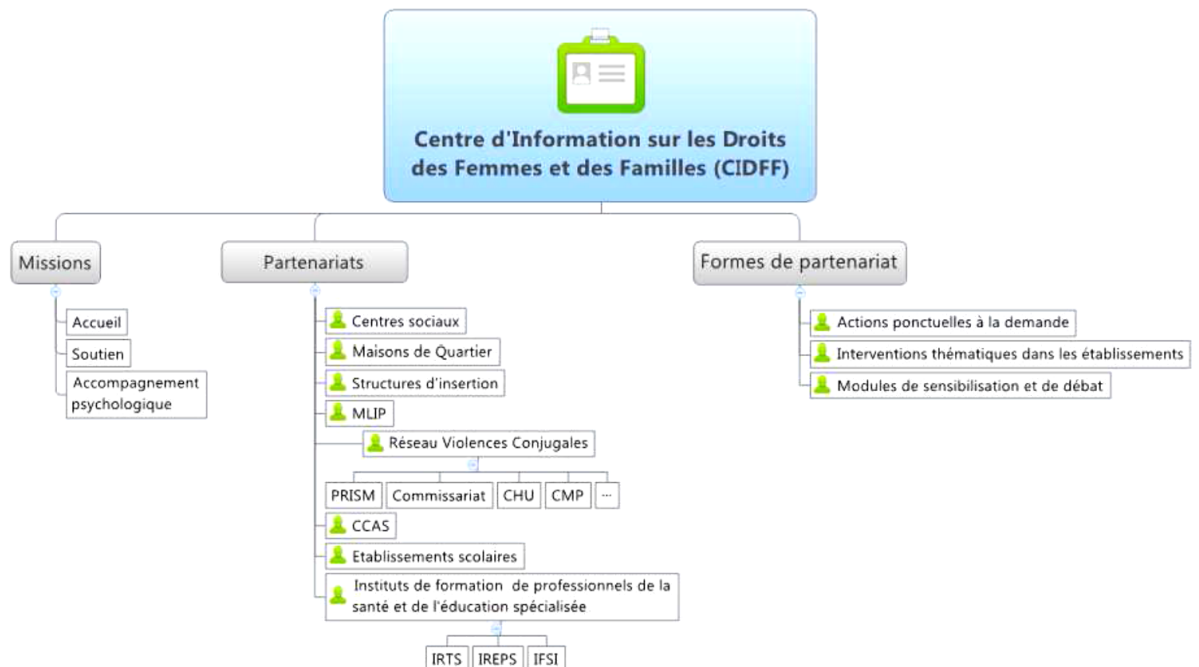 Centre d'Information sur les Droits
des Femmes et des Familles (CIDFF)
Missions
Accueil
Soutien
Accompagnement
psychologique
Partenariats
Centres sociaux
Maisons de Quartier
Structures d'insertion
MLIP
Réseau Violences Conjugales
PRISM
Commissariat
CHU
CMP
...
CCAS
Etablissements scolaires
Instituts de formation de professionnels de la
santé et de l'éducation spécialisée
IRTS
IREPS
IFSI
Formes de partenariat
Actions ponctuelles à la demande
Interventions thématiques dans les établissements
Modules de sensibilisation et de débat